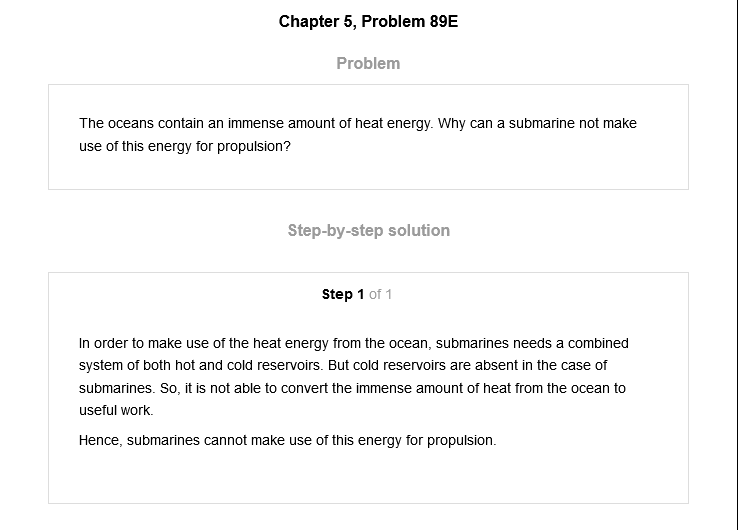 Chapter 5, Problem 89E
Problem
The oceans contain an immense amount of heat energy. Why can a submarine not make
use of this energy for propulsion?
Step-by-step solution
Step 1 of 1
In order to make use of the heat energy from the ocean, submarines needs a combined
system of both hot and cold reservoirs. But cold reservoirs are absent in the case of
submarines. So, it is not able to convert the immense amount of heat from the ocean to
useful work.
Hence, submarines cannot make use of this energy for propulsion.